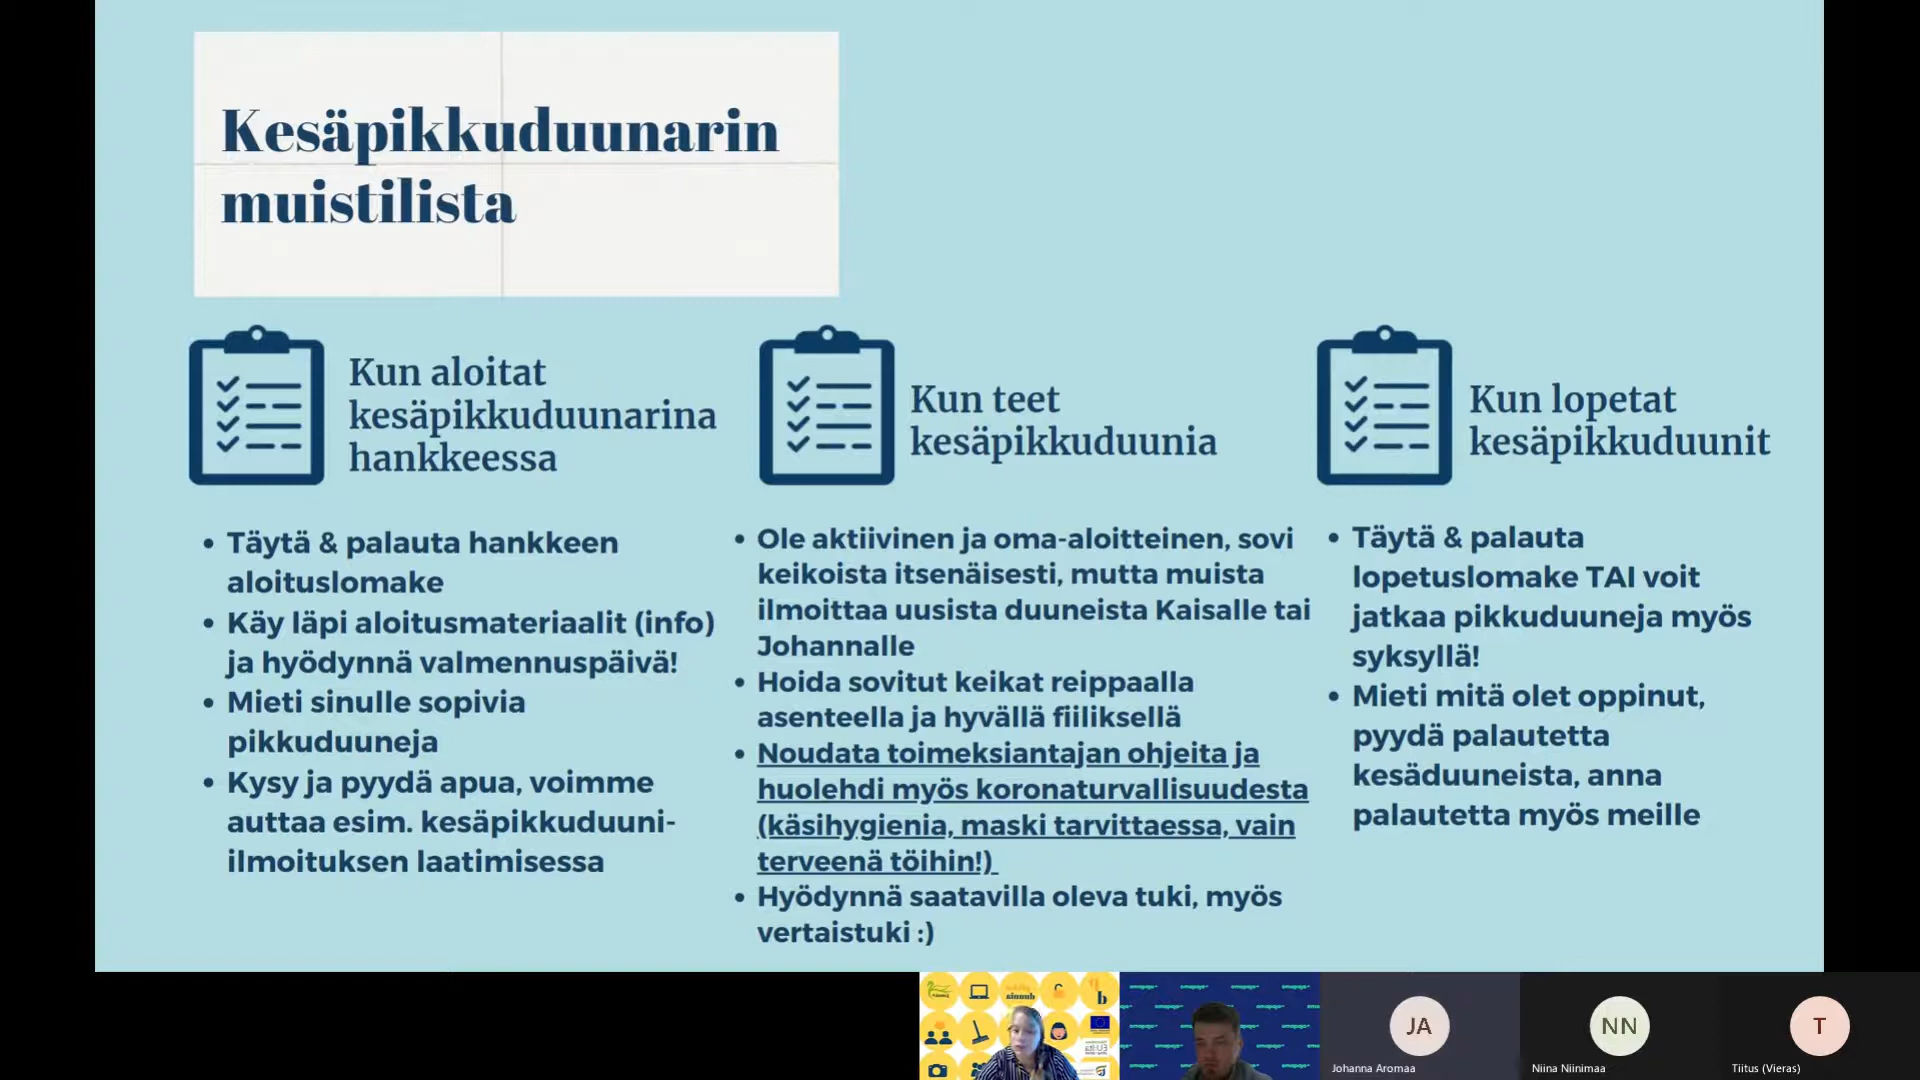 Kesäpikkuduunarin
muistilista
Kun aloitat
kesäpikkuduunarina
hankkeessa
• Täytä & palauta hankkeen
aloituslomake
• Käy läpi aloitusmateriaalit (info)
ja hyödynnä valmennuspäivä!
• Mieti sinulle sopivia
pikkuduuneja
• Kysy ja pyydä apua, voimme
auttaa esim. kesäpikkuduuni-
ilmoituksen laatimisessa
Kun teet
kesäpikkuduunia
• Ole aktiivinen ja oma-aloitteinen, sovi
keikoista itsenäisesti, mutta muista
ilmoittaa uusista duuneista Kaisalle tai
Johannalle
• Hoida sovitut keikat reippaalla
asenteella ja hyvällä fiiliksellä
• Noudata toimeksiantajan ohjeita ja
huolehdi myös koronaturvallisuudesta
(käsihygienia, maski tarvittaessa, vain
terveenä töihin!)
• Hyödynnä saatavilla oleva tuki, myös
vertaistuki :)
Kun lopetat
kesäpikkuduunit
• Täytä & palauta
lopetuslomake TAI voit
jatkaa pikkuduuneja myös
syksyllä!
• Mieti mitä olet oppinut,
pyydä palautetta
kesäduuneista, anna
palautetta myös meille
JA
Johanna Aromaa
NN
Niina Niinimaa
T
Tiitus (Vieras)